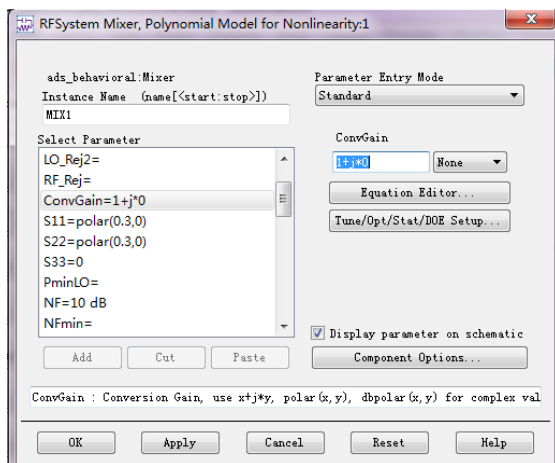 RFSystem Mixer, Polynomial Model for Nonlinearity:1
ads_behavioral:Mixer
Instance Name (name[<start:stop>])
MIX1
Select Parameter
LO_Rej2=
RF_Rej=
ConvGain=1+j*0
S11=polar(0.3,0)
S22=polar(0.3,0)
S33=0
PminLO=
NF=10 dB
NFmin=
Add
Cut
Paste
Parameter Entry Mode
Standard
ConvGain
1+j*0
None
Equation Editor...
Tune/Opt/Stat/DOE Setup...
Display parameter on schematic
Component Options...
ConvGain : Conversion Gain, use x+j*y, polar(x,y), dbpolar(x,y) for complex val
OK
Apply
Cancel
Reset
Help